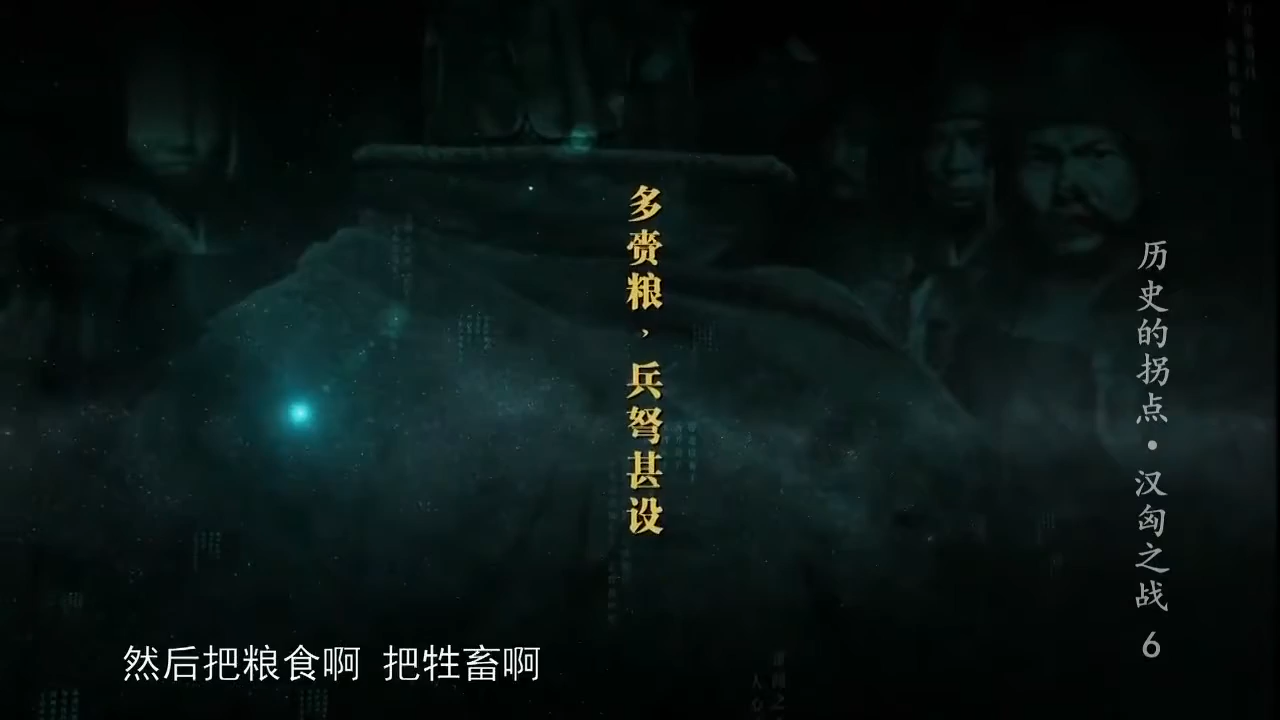 多赍粮，兵弩甚设
历史的拐点·汉匈之战 6
然后把粮食啊 把牲畜啊